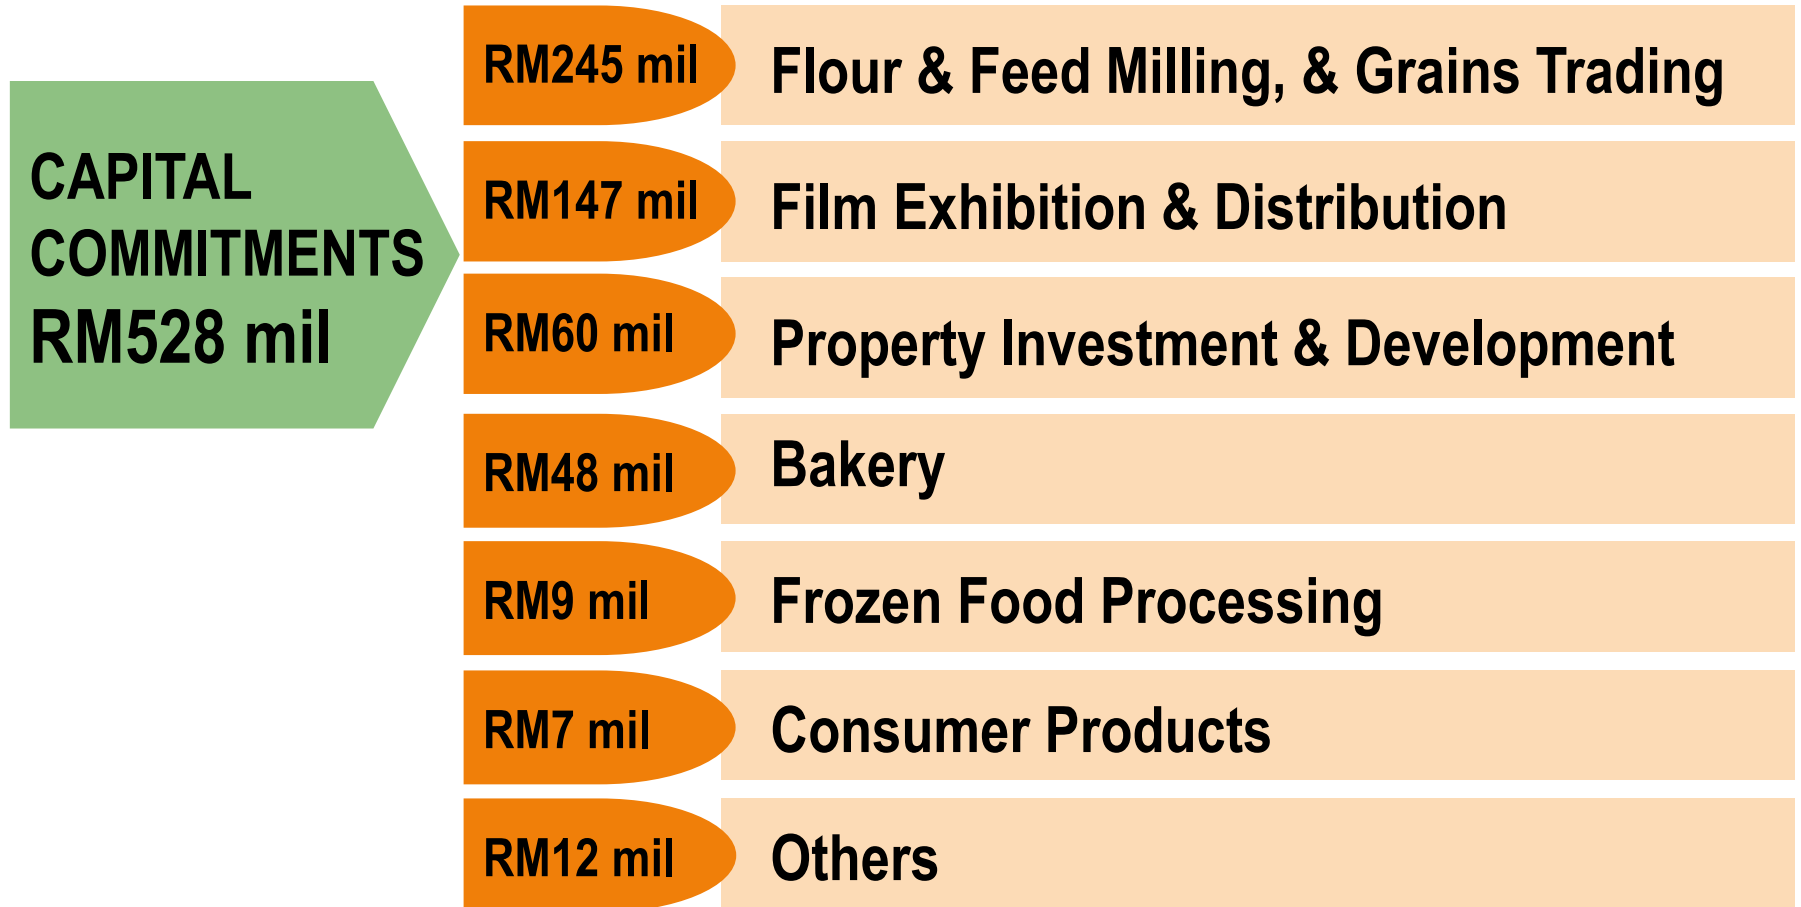 CAPITAL
COMMITMENTS
RM528 mil
RM245 mil
Flour & Feed Milling, & Grains Trading
RM147 mil
Film Exhibition & Distribution
RM60 mil
Property Investment & Development
RM48 mil
Bakery
RM9 mil
Frozen Food Processing
RM7 mil
Consumer Products
RM12 mil
Others